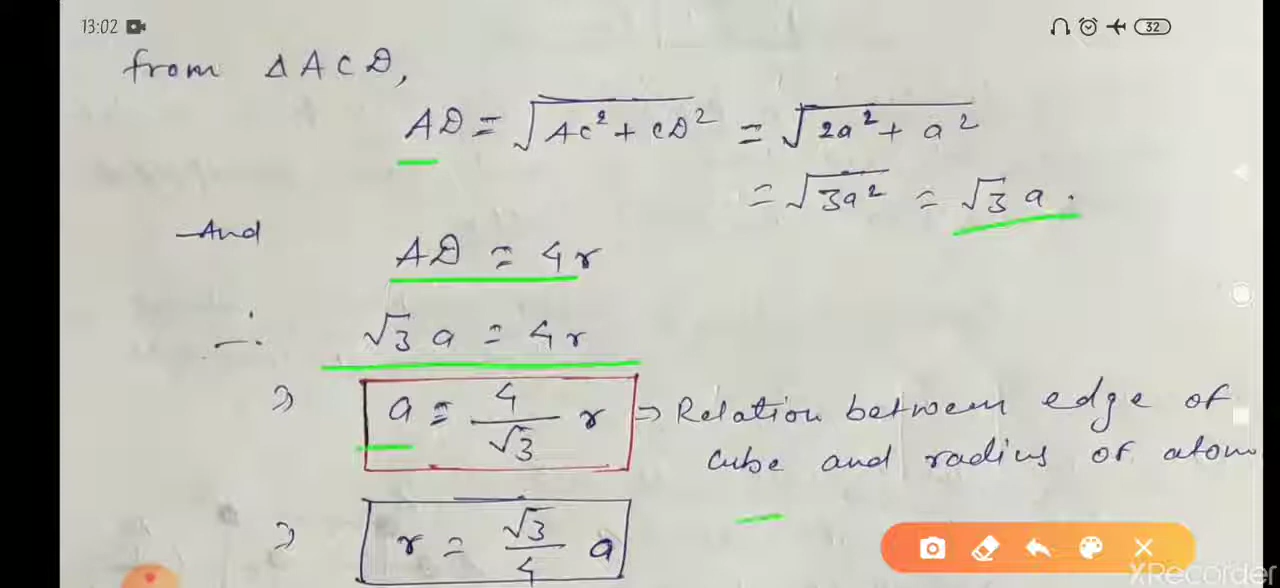 13:02 32
from ΔACD,
AD = √AC² + CD² = √2a² + a²
= √3a² = √3 a.
And
AD = 4r
∴ √3 a = 4r
⇒ a = 4/√3 r ⇒ Relation between edge of
cube and radius of atom
⇒ r = √3/4 a
XRecorder